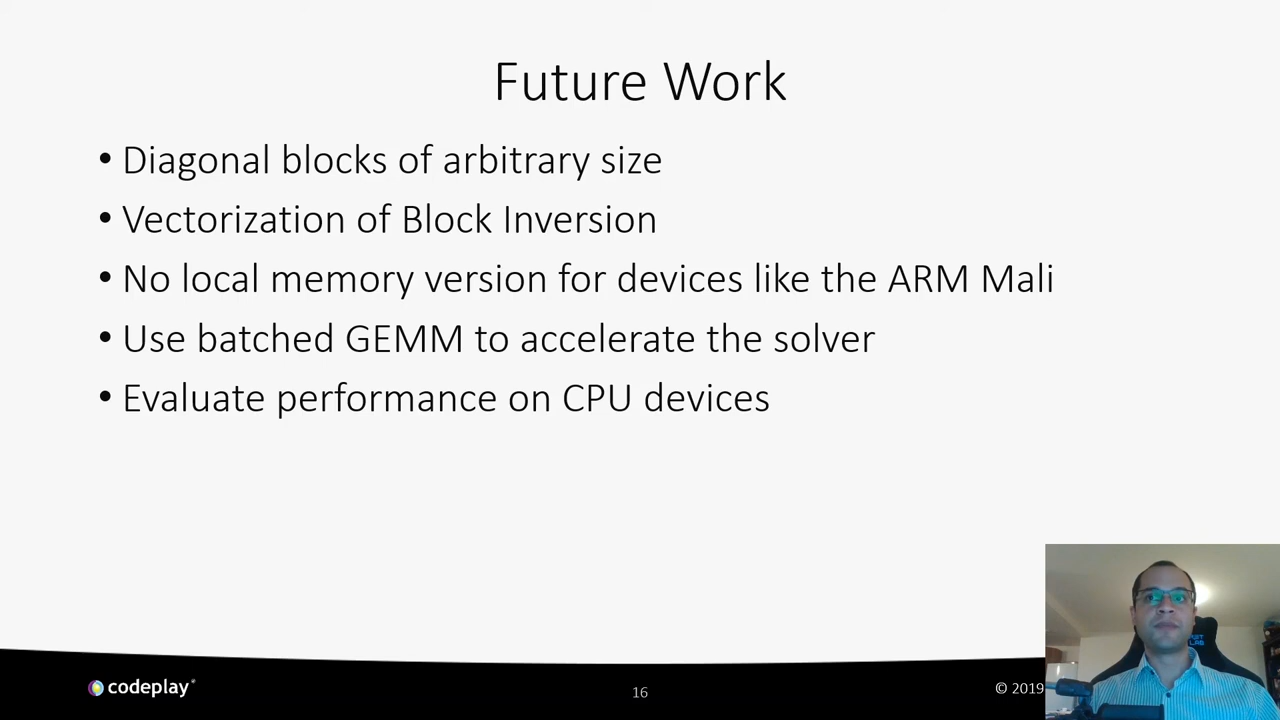 Future Work
• Diagonal blocks of arbitrary size
• Vectorization of Block Inversion
• No local memory version for devices like the ARM Mali
• Use batched GEMM to accelerate the solver
• Evaluate performance on CPU devices
codeplay®
16
© 2019